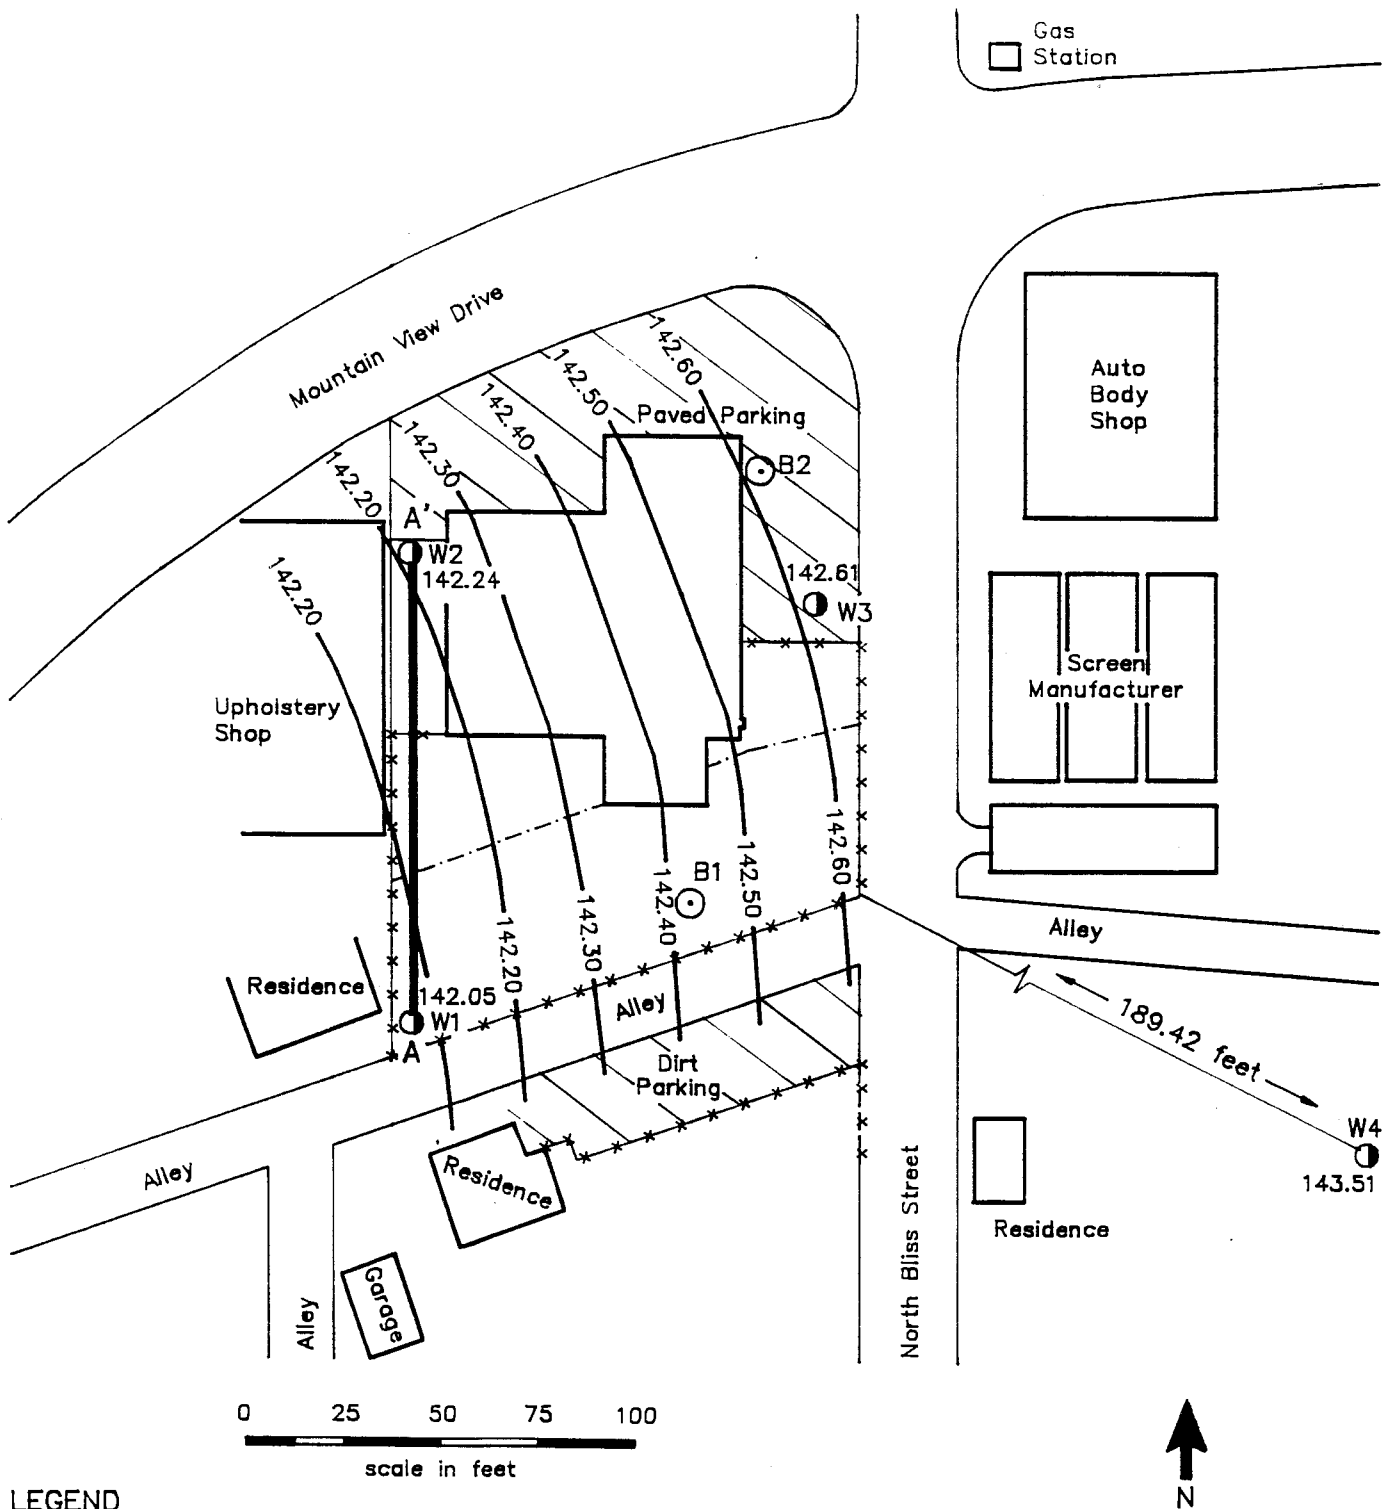 Gas
Station
Mountain View Drive
142.60
142.50
142.40
142.30
142.20
Paved Parking
Auto
Body
Shop
B2
A'
W2
142.24
142.20
142.61
W3
Screen
Manufacturer
Upholstery
Shop
142.60
142.50
142.40
142.30
142.20
B1
Alley
Residence
142.05
W1
A
Alley
189.42 feet
Dirt
Parking
W4
143.51
Alley
Residence
Residence
North Bliss Street
Garage
Alley
0 25 50 75 100
scale in feet
N
LEGEND